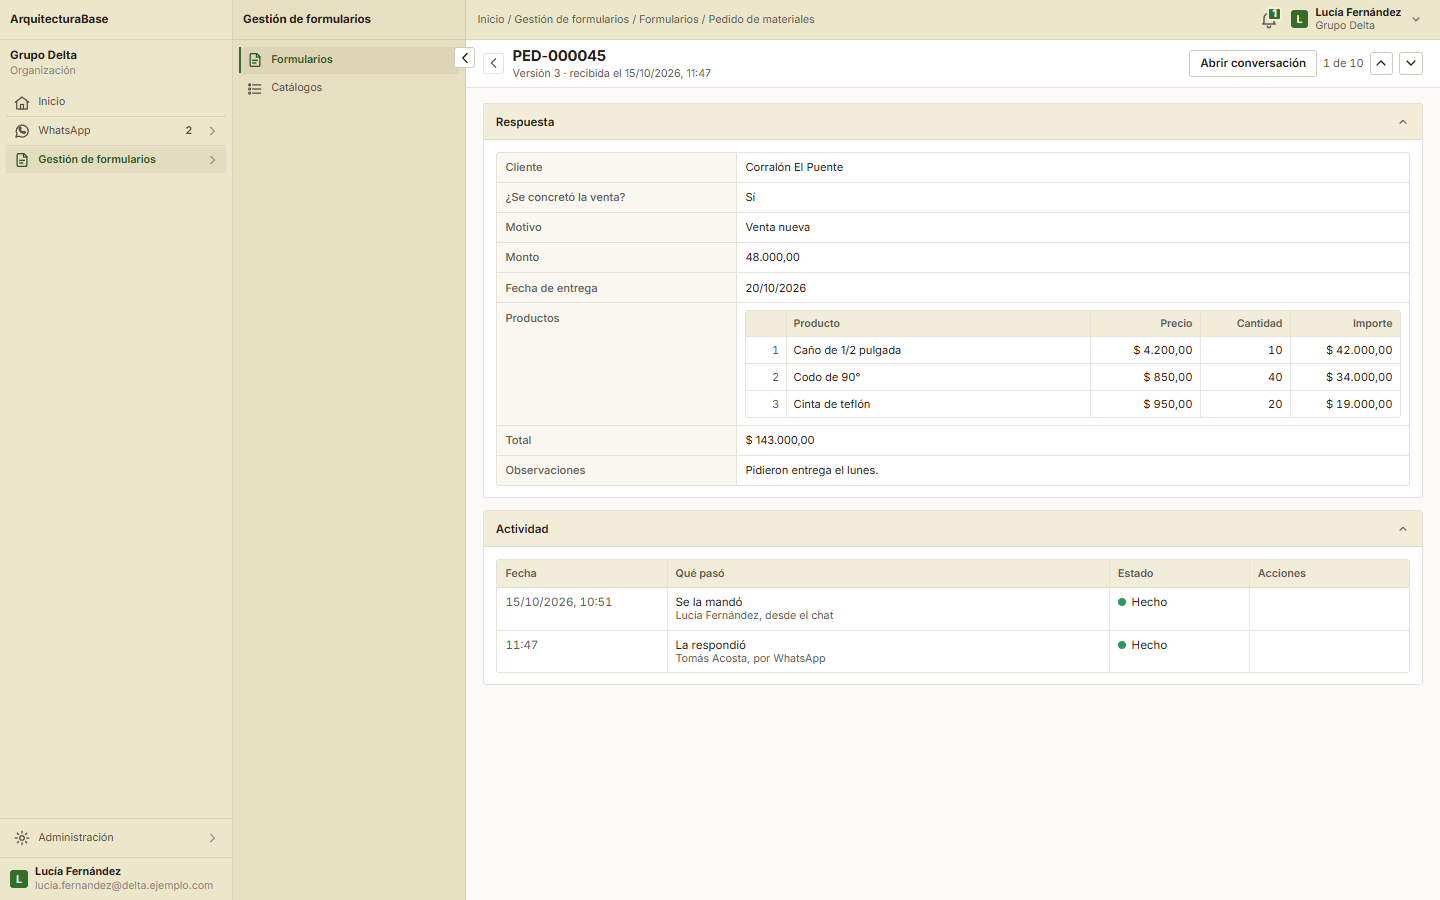 ArquitecturaBase
Grupo Delta
Organización
Inicio
WhatsApp 2
Gestión de formularios
Administración
L Lucía Fernández
lucia.fernandez@delta.ejemplo.com
Gestión de formularios
Formularios
Catálogos
Inicio / Gestión de formularios / Formularios / Pedido de materiales
1
L Lucía Fernández
Grupo Delta
PED-000045
Versión 3 · recibida el 15/10/2026, 11:47
Abrir conversación 1 de 10
Respuesta
Cliente Corralón El Puente
¿Se concretó la venta? Sí
Motivo Venta nueva
Monto 48.000,00
Fecha de entrega 20/10/2026
Productos
Producto Precio Cantidad Importe
1 Caño de 1/2 pulgada $ 4.200,00 10 $ 42.000,00
2 Codo de 90° $ 850,00 40 $ 34.000,00
3 Cinta de teflón $ 950,00 20 $ 19.000,00
Total $ 143.000,00
Observaciones Pidieron entrega el lunes.
Actividad
Fecha Qué pasó Estado Acciones
15/10/2026, 10:51 Se la mandó Hecho
Lucía Fernández, desde el chat
11:47 La respondió Hecho
Tomás Acosta, por WhatsApp